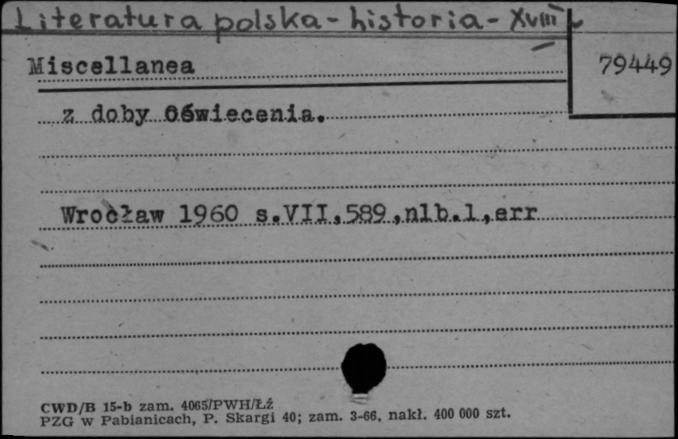 Literatura polska - historia - XVIII
Miscellanea
79449
z doby Oświecenia.
Wrocław 1960 s.VII,589,nlb.1,err
CWD/B 15-b zam. 4065/PWH/Łź
PZG w Pabianicach, P. Skargi 40; zam. 3-66, nakł. 400 000 szt.